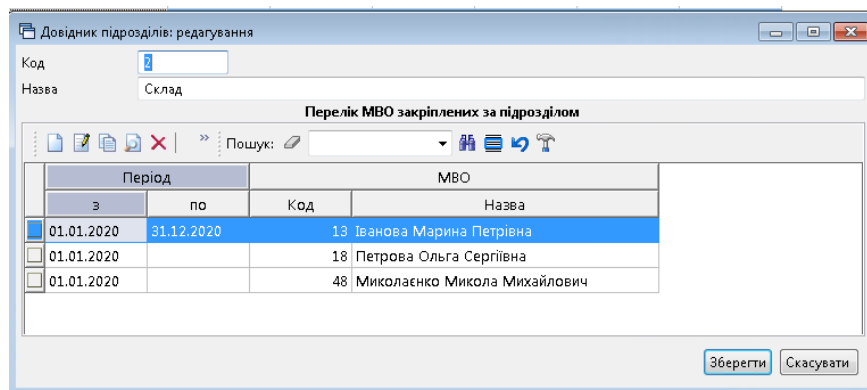 Довідник підрозділів: редагування
Код 2
Назва Склад
Перелік МВО закріплених за підрозділом
» Пошук:
Період МВО
з по Код Назва
01.01.2020 31.12.2020 13 Іванова Марина Петрівна
01.01.2020 18 Петрова Ольга Сергіївна
01.01.2020 48 Миколаєнко Микола Михайлович
Зберегти Скасувати